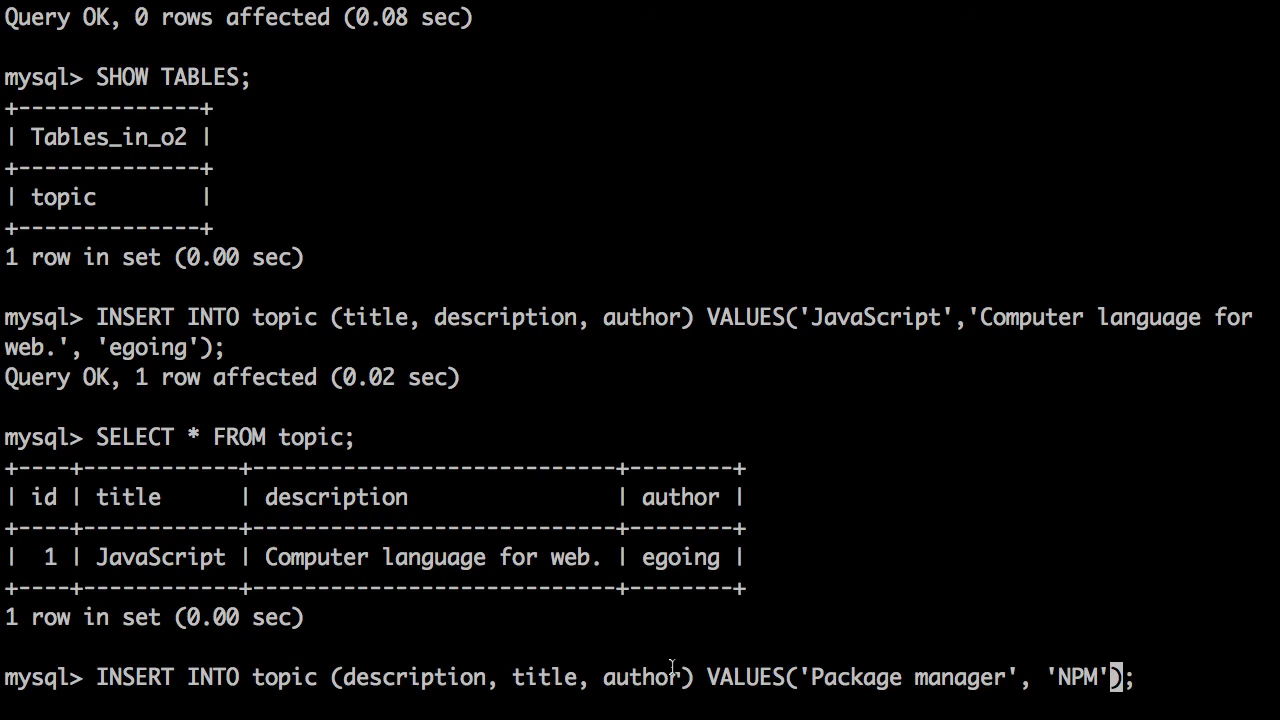 Query OK, 0 rows affected (0.08 sec)
mysql> SHOW TABLES;
+--------------+
| Tables_in_o2 |
+--------------+
| topic        |
+--------------+
1 row in set (0.00 sec)
mysql> INSERT INTO topic (title, description, author) VALUES('JavaScript','Computer language for
web.', 'egoing');
Query OK, 1 row affected (0.02 sec)
mysql> SELECT * FROM topic;
+----+------------+----------------------------+--------+
| id | title      | description                | author |
+----+------------+----------------------------+--------+
|  1 | JavaScript | Computer language for web. | egoing |
+----+------------+----------------------------+--------+
1 row in set (0.00 sec)
mysql> INSERT INTO topic (description, title, author) VALUES('Package manager', 'NPM');